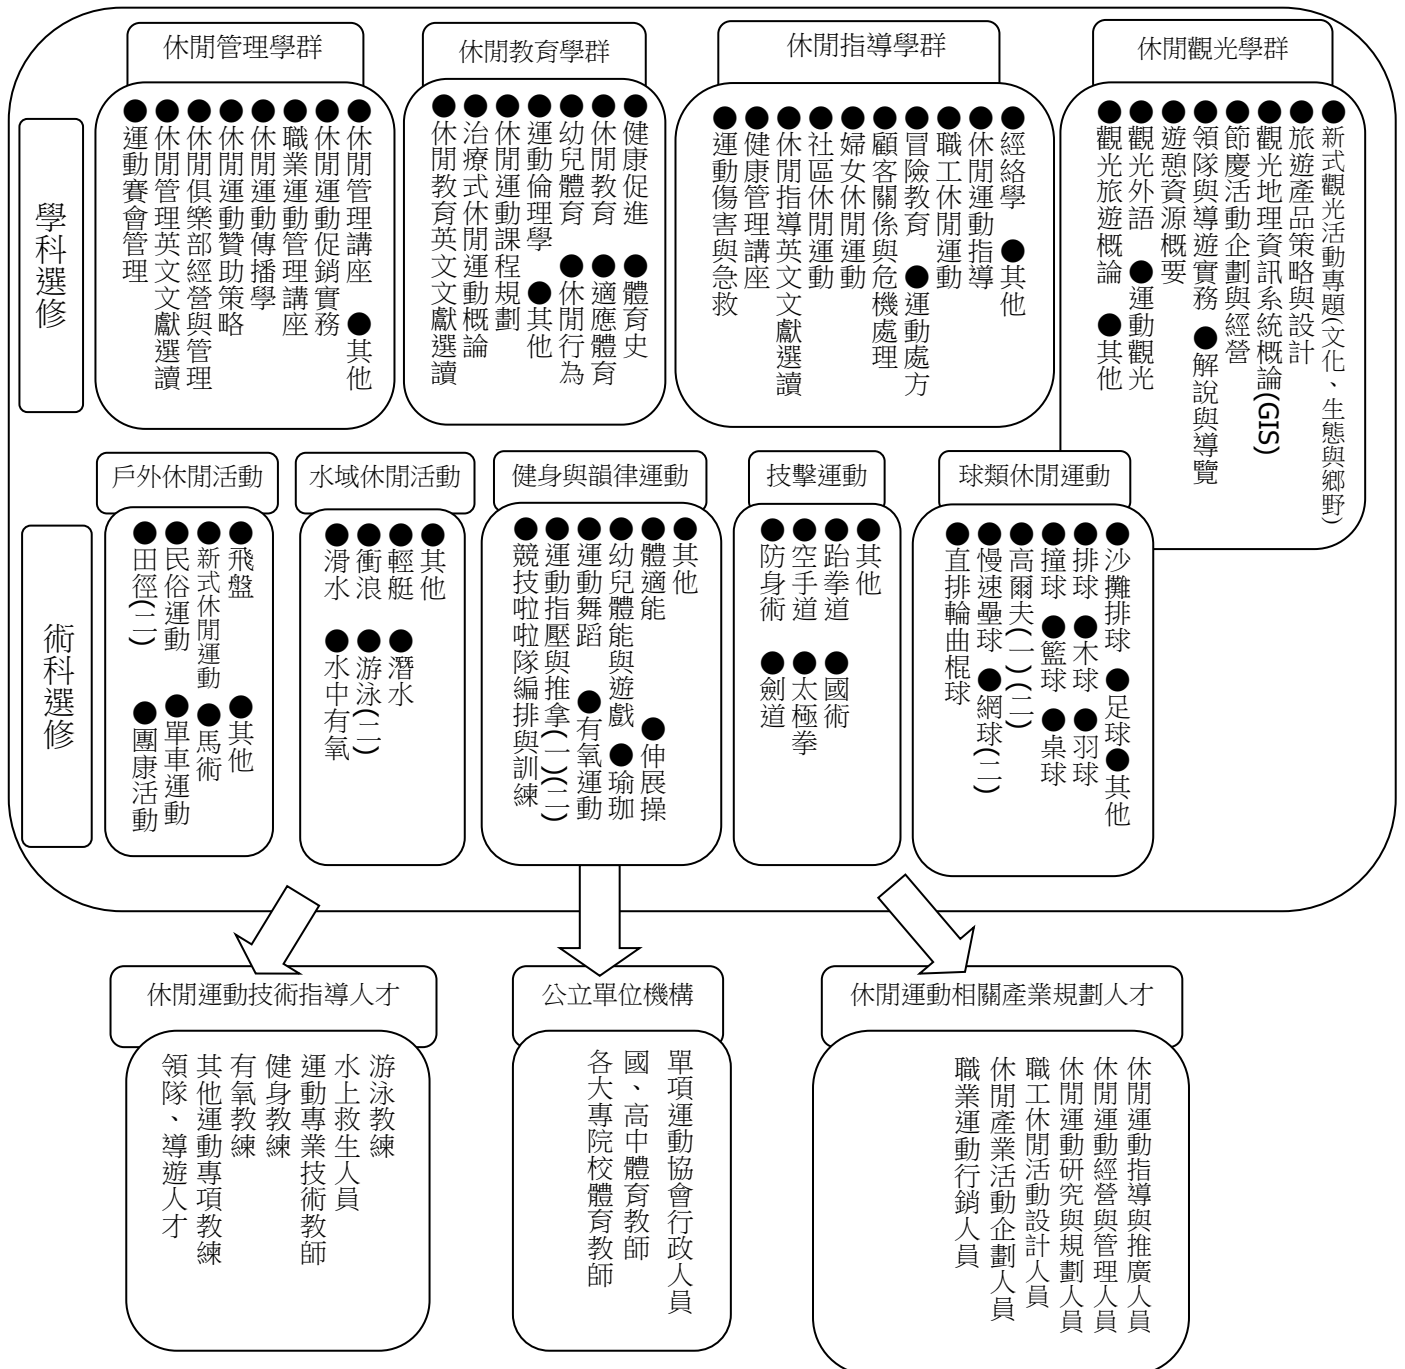 學科選修
休閒管理學群
●休閒管理講座 ●其他
●休閒運動促銷實務
●職業運動管理講座
●休閒運動傳播學
●休閒運動贊助策略
●休閒俱樂部經營與管理
●休閒管理英文文獻選讀
●運動賽會管理
休閒教育學群
●健康促進 ●體育史
●休閒教育 ●適應體育
●幼兒體育 ●休閒行為
●運動倫理學 ●其他
●休閒運動課程規劃
●治療式休閒運動概論
●休閒教育英文文獻選讀
休閒指導學群
●經絡學 ●其他
●休閒運動指導
●職工休閒運動
●冒險教育 ●運動處方
●顧客關係與危機處理
●婦女休閒運動
●社區休閒運動
●休閒指導英文文獻選讀
●健康管理講座
●運動傷害與急救
休閒觀光學群
●新式觀光活動專題(文化、生態與鄉野)
●旅遊產品策略與設計
●觀光地理資訊系統概論(GIS)
●節慶活動企劃與經營
●領隊與導遊實務 ●解說與導覽
●遊憩資源概要
●觀光外語 ●運動觀光
●觀光旅遊概論 ●其他
術科選修
戶外休閒活動
●飛盤 ●其他
●新式休閒運動 ●馬術
●民俗運動 ●單車運動
●田徑(二) ●團康活動
水域休閒活動
●其他
●輕艇 ●潛水
●衝浪 ●游泳(二)
●滑水 ●水中有氧
健身與韻律運動
●其他
●體適能 ●伸展操
●幼兒體能與遊戲 ●瑜珈
●運動舞蹈 ●有氧運動
●運動指壓與推拿(一)(二)
●競技啦啦隊編排與訓練
技擊運動
●其他
●跆拳道 ●國術
●空手道 ●太極拳
●防身術 ●劍道
球類休閒運動
●沙攤排球 ●足球●其他
●排球 ●木球 ●羽球
●撞球 ●籃球 ●桌球
●高爾夫(一)(二)
●慢速壘球 ●網球(二)
●直排輪曲棍球
休閒運動技術指導人才
游泳教練
水上救生人員
運動專業技術教師
健身教練
有氧教練
其他運動專項教練
領隊、導遊人才
公立單位機構
單項運動協會行政人員
國、高中體育教師
各大專院校體育教師
休閒運動相關產業規劃人才
休閒運動指導與推廣人員
休閒運動經營與管理人員
休閒運動研究與規劃人員
職工休閒活動設計人員
休閒產業活動企劃人員
職業運動行銷人員